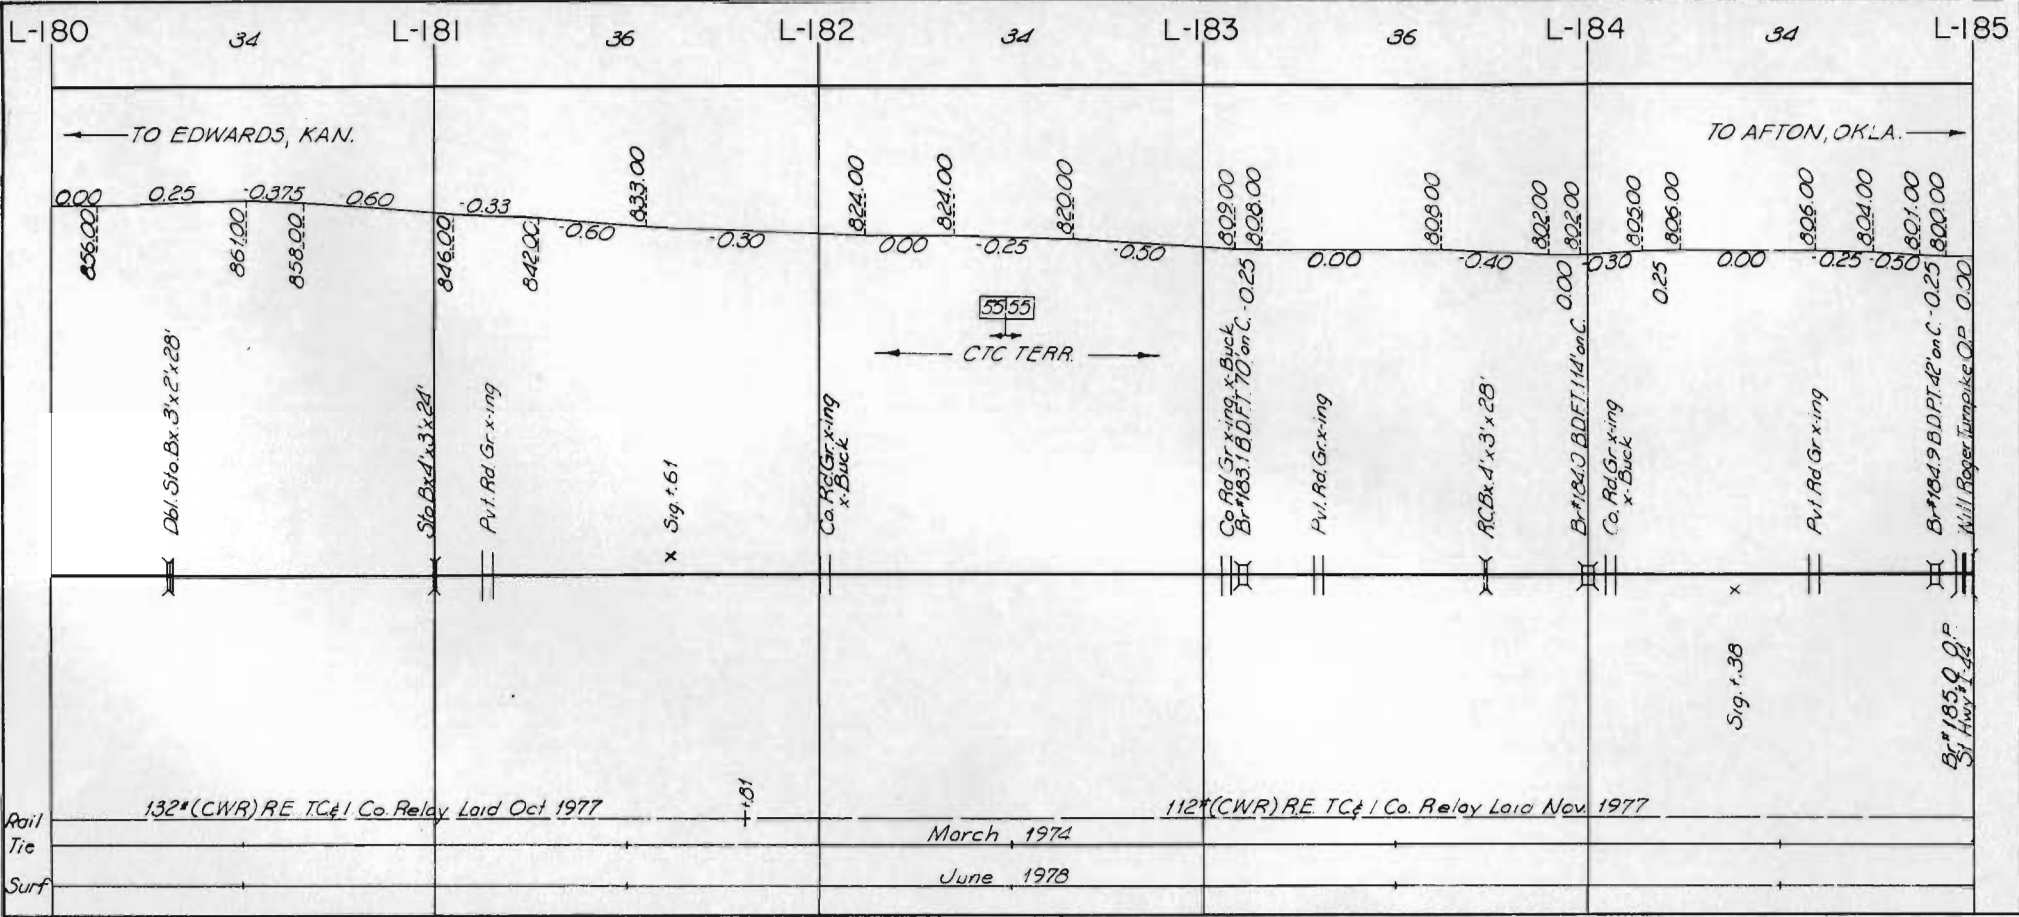 L-180 34 L-181 36 L-182 34 L-183 36 L-184 34 L-185
TO EDWARDS, KAN.
TO AFTON, OKLA.
0.00 0.25 -0.375 -0.60 -0.33 -0.60 -0.30 0.00 -0.25 -0.50 -0.25 0.00 -0.40 0.00 -0.30 0.25 0.00 -0.25 -0.50 -0.25 0.00
856.00 861.00 858.00 846.00 842.00 833.00 824.00 824.00 820.00 809.00 808.00 808.00 802.00 802.00 805.00 806.00 806.00 804.00 801.00 800.00
55 55
CTC TERR.
Dbl. Sto. Bx. 3'x2'x28'
Sto. Bx 4'x3'x24'
Pvt. Rd. Gr. x-ing
Sig. +.61
Co. Rd. Gr. x-ing
x-Buck
Co. Rd Gr x-ing, x-Buck
Br#183.1 B.D.F.T. 70' on C.
Pvt. Rd. Gr. x-ing
R.C.Bx. 4'x3'x28'
Br#184.0 B.D.F.T. 114' on C.
Co. Rd. Gr. x-ing
x-Buck
Sig. +.38
Pvt Rd Gr x-ing
Br#184.9 B.D.P.T. 42' on C.
Will Roger Turnpike O.P.
Br#185.0 O.P.
St Hwy #I-44
+.81
Rail 132# (CWR) R.E. T.C.& I Co. Relay Laid Oct 1977 112# (CWR) R.E. T.C.& I Co. Relay Laid Nov. 1977
Tie March 1974
Surf June 1978